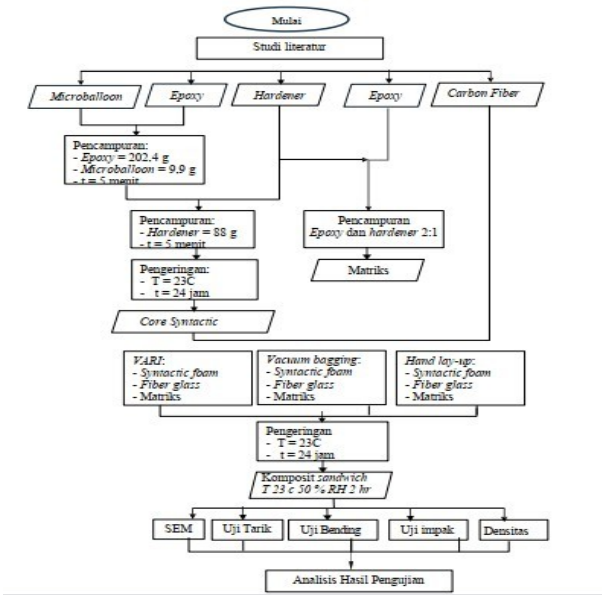 Mulai
Studi literatur
Microballoon
Epoxy
Hardener
Epoxy
Carbon Fiber
Pencampuran:
- Epoxy = 202,4 g
- Microballoon = 9,9 g
- t = 5 menit
Pencampuran:
- Hardener = 88 g
- t = 5 menit
Pencampuran
Epoxy dan hardener 2:1
Pengeringan:
- T = 23C
- t = 24 jam
Matriks
Core Syntactic
VARI:
- Syntactic foam
- Fiber glass
- Matriks
Vacuum bagging:
- Syntactic foam
- Fiber glass
- Matriks
Hand lay-up:
- Syntactic foam
- Fiber glass
- Matriks
Pengeringan
- T = 23C
- t = 24 jam
Komposit sandwich
T 23 c 50 % RH 2 hr
SEM
Uji Tarik
Uji Bending
Uji impak
Densitas
Analisis Hasil Pengujian